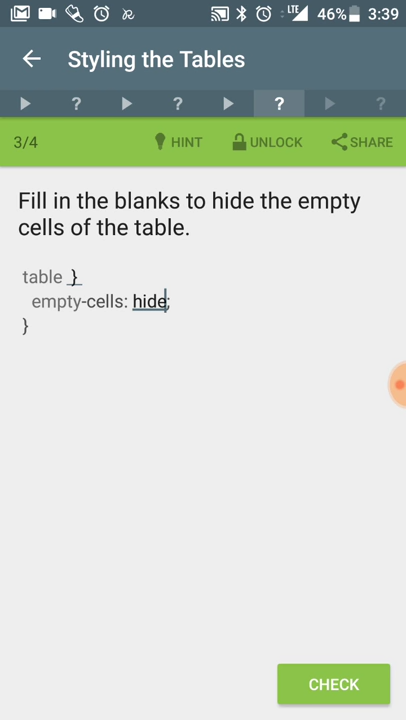 LTE 46% 3:39
Styling the Tables
? ? ? ?
3/4 HINT UNLOCK SHARE
Fill in the blanks to hide the empty
cells of the table.
table }
empty-cells: hide;
}
CHECK